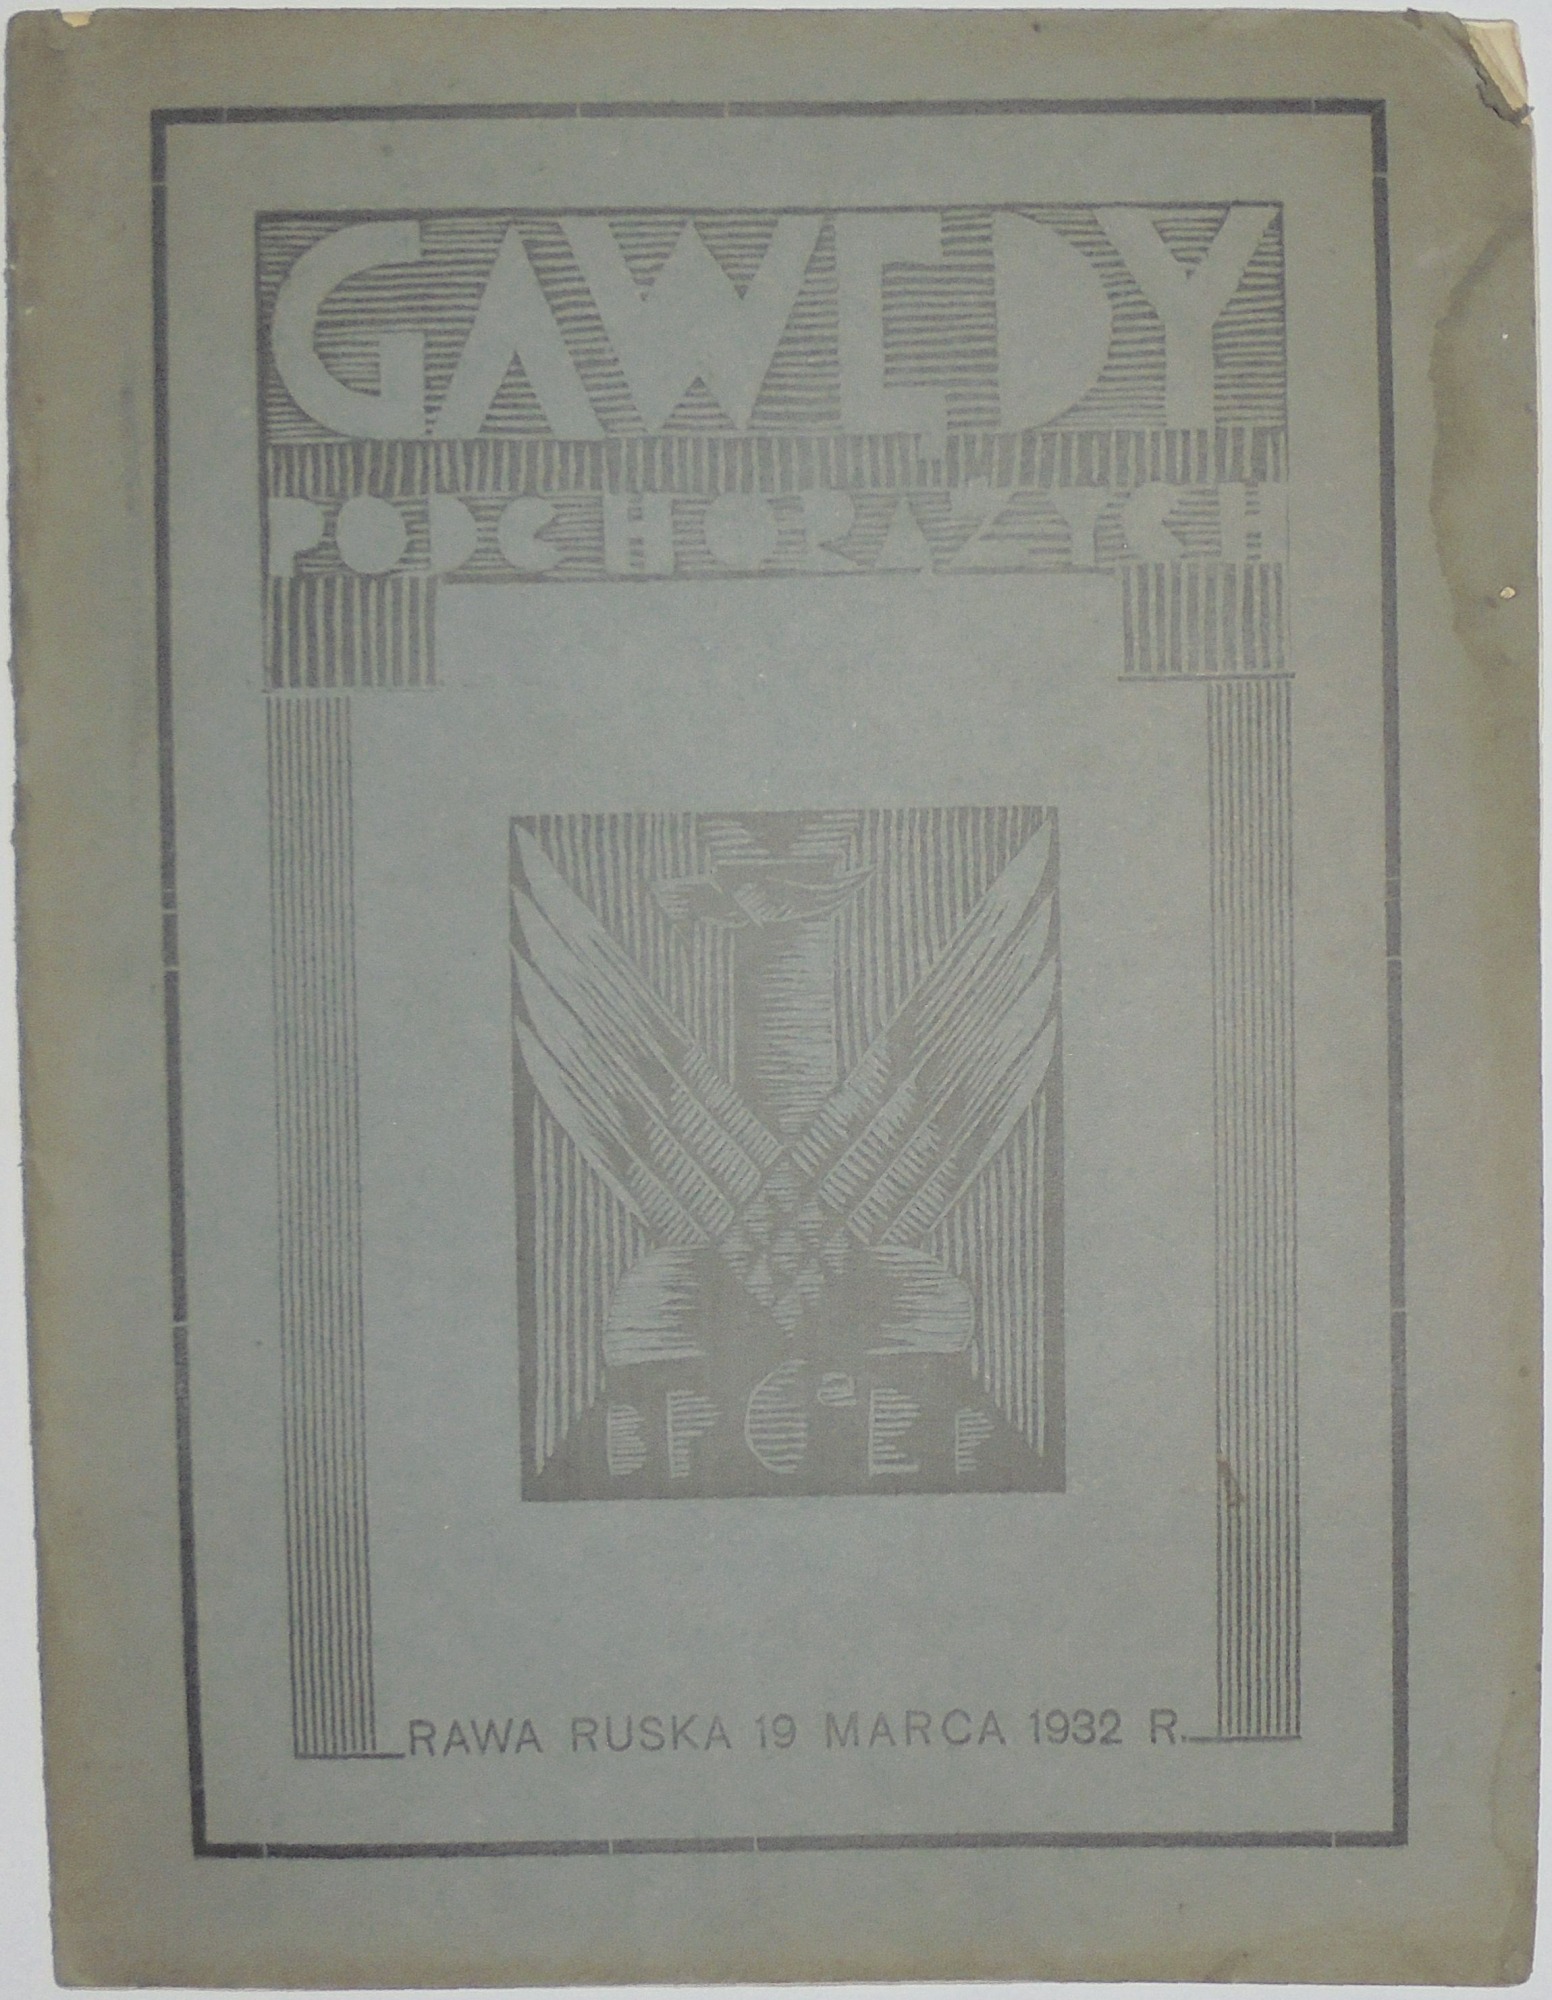 GAWĘDY
PODCHORĄŻYCH
RAWA RUSKA 19 MARCA 1932 R.